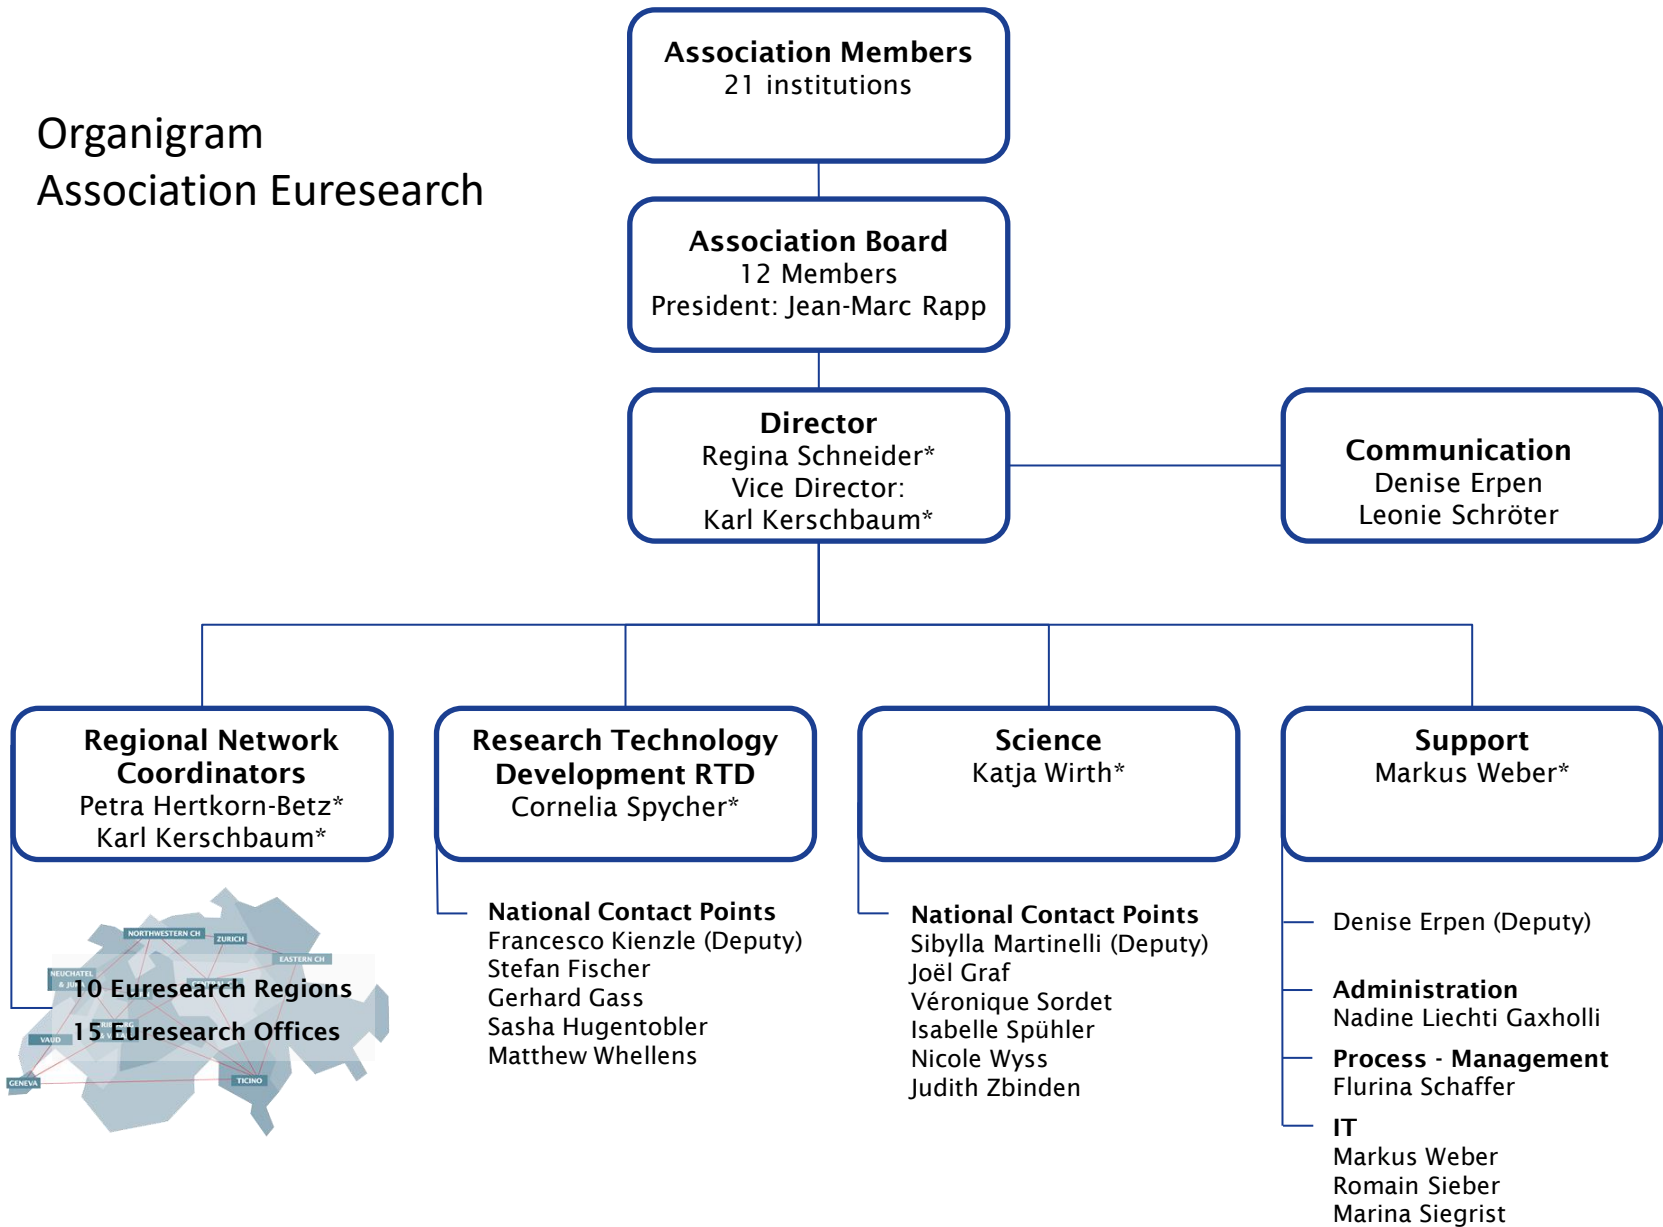 Organigram
Association Euresearch
Association Members
21 institutions
Association Board
12 Members
President: Jean-Marc Rapp
Director
Regina Schneider*
Vice Director:
Karl Kerschbaum*
Communication
Denise Erpen
Leonie Schröter
Regional Network
Coordinators
Petra Hertkorn-Betz*
Karl Kerschbaum*
NORTHWESTERN CH
ZURICH
EASTERN CH
NEUCHATEL
10 Euresearch Regions
15 Euresearch Offices
VAUD
GENEVA
TICINO
Research Technology
Development RTD
Cornelia Spycher*
National Contact Points
Francesco Kienzle (Deputy)
Stefan Fischer
Gerhard Gass
Sasha Hugentobler
Matthew Whellens
Science
Katja Wirth*
National Contact Points
Sibylla Martinelli (Deputy)
Joël Graf
Véronique Sordet
Isabelle Spühler
Nicole Wyss
Judith Zbinden
Support
Markus Weber*
Denise Erpen (Deputy)
Administration
Nadine Liechti Gaxholli
Process - Management
Flurina Schaffer
IT
Markus Weber
Romain Sieber
Marina Siegrist